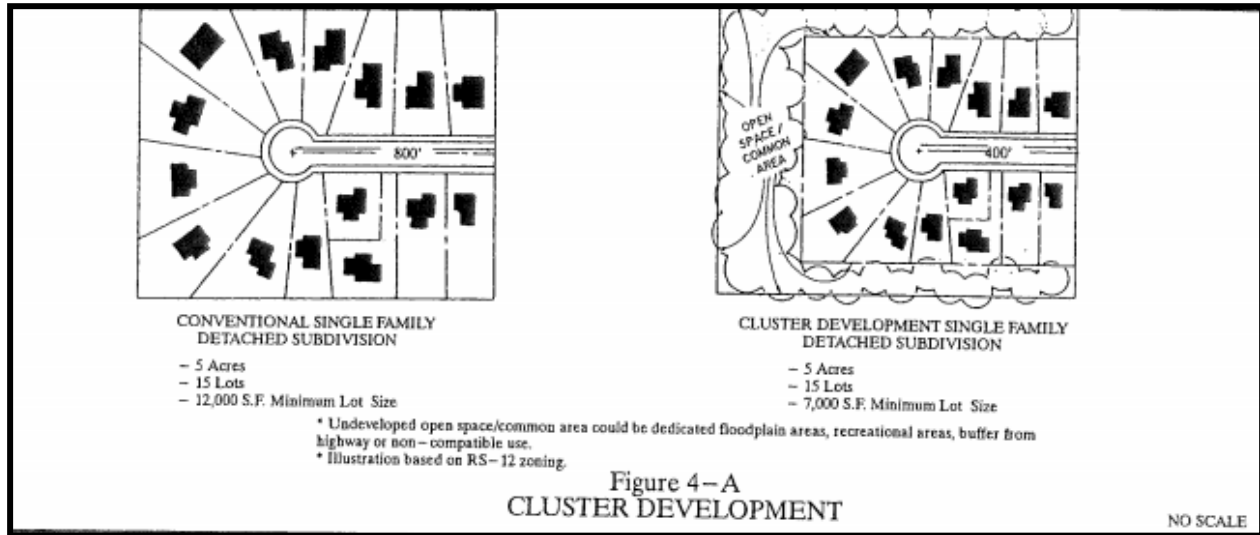 800'
OPEN
SPACE /
COMMON
AREA
400'
CONVENTIONAL SINGLE FAMILY
DETACHED SUBDIVISION
– 5 Acres
– 15 Lots
– 12,000 S.F. Minimum Lot Size
CLUSTER DEVELOPMENT SINGLE FAMILY
DETACHED SUBDIVISION
– 5 Acres
– 15 Lots
– 7,000 S.F. Minimum Lot Size
* Undeveloped open space/common area could be dedicated floodplain areas, recreational areas, buffer from
highway or non–compatible use.
* Illustration based on RS–12 zoning.
Figure 4–A
CLUSTER DEVELOPMENT
NO SCALE